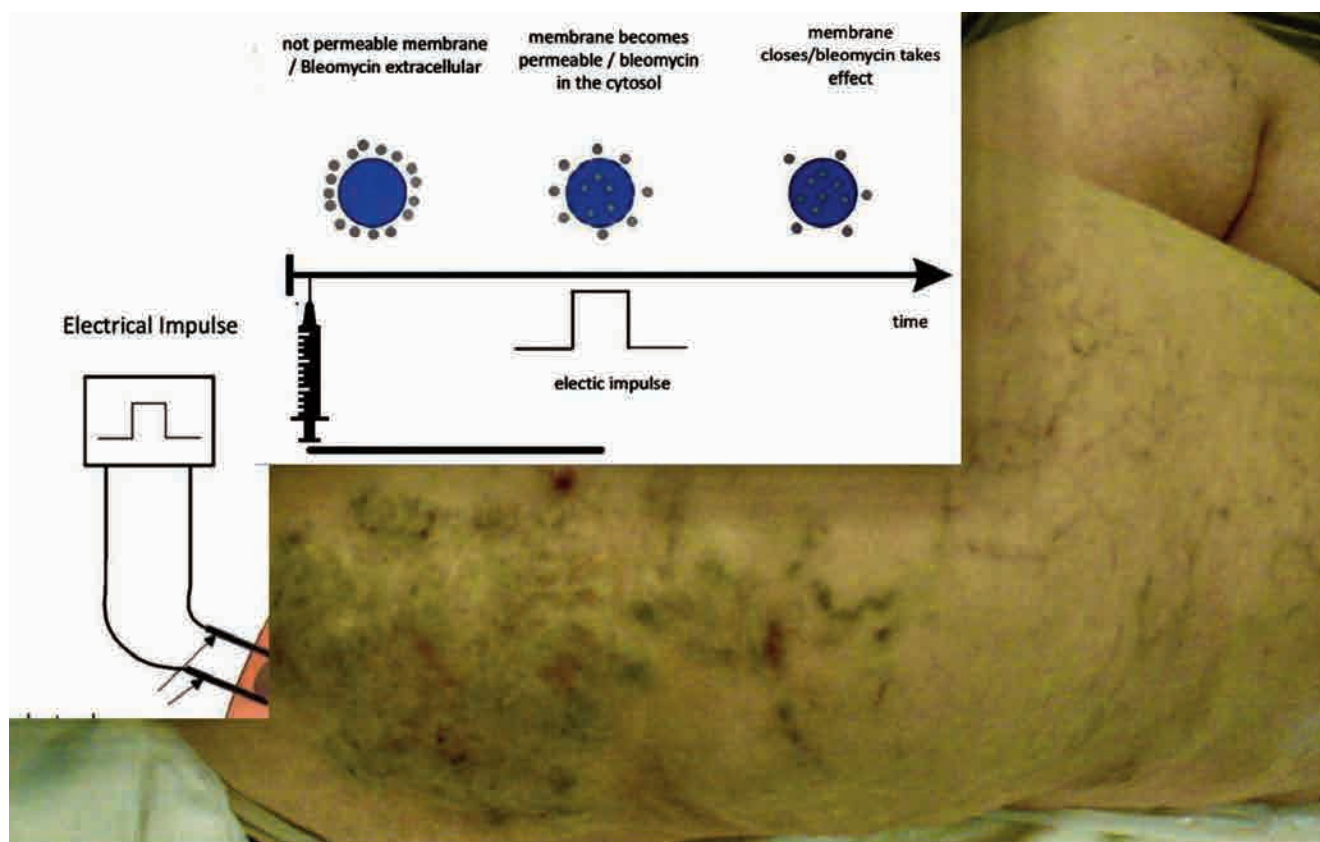 not permeable membrane
/ Bleomycin extracellular
membrane becomes
permeable / bleomycin
in the cytosol
membrane
closes/bleomycin takes
effect
time
Electrical Impulse
electic impulse